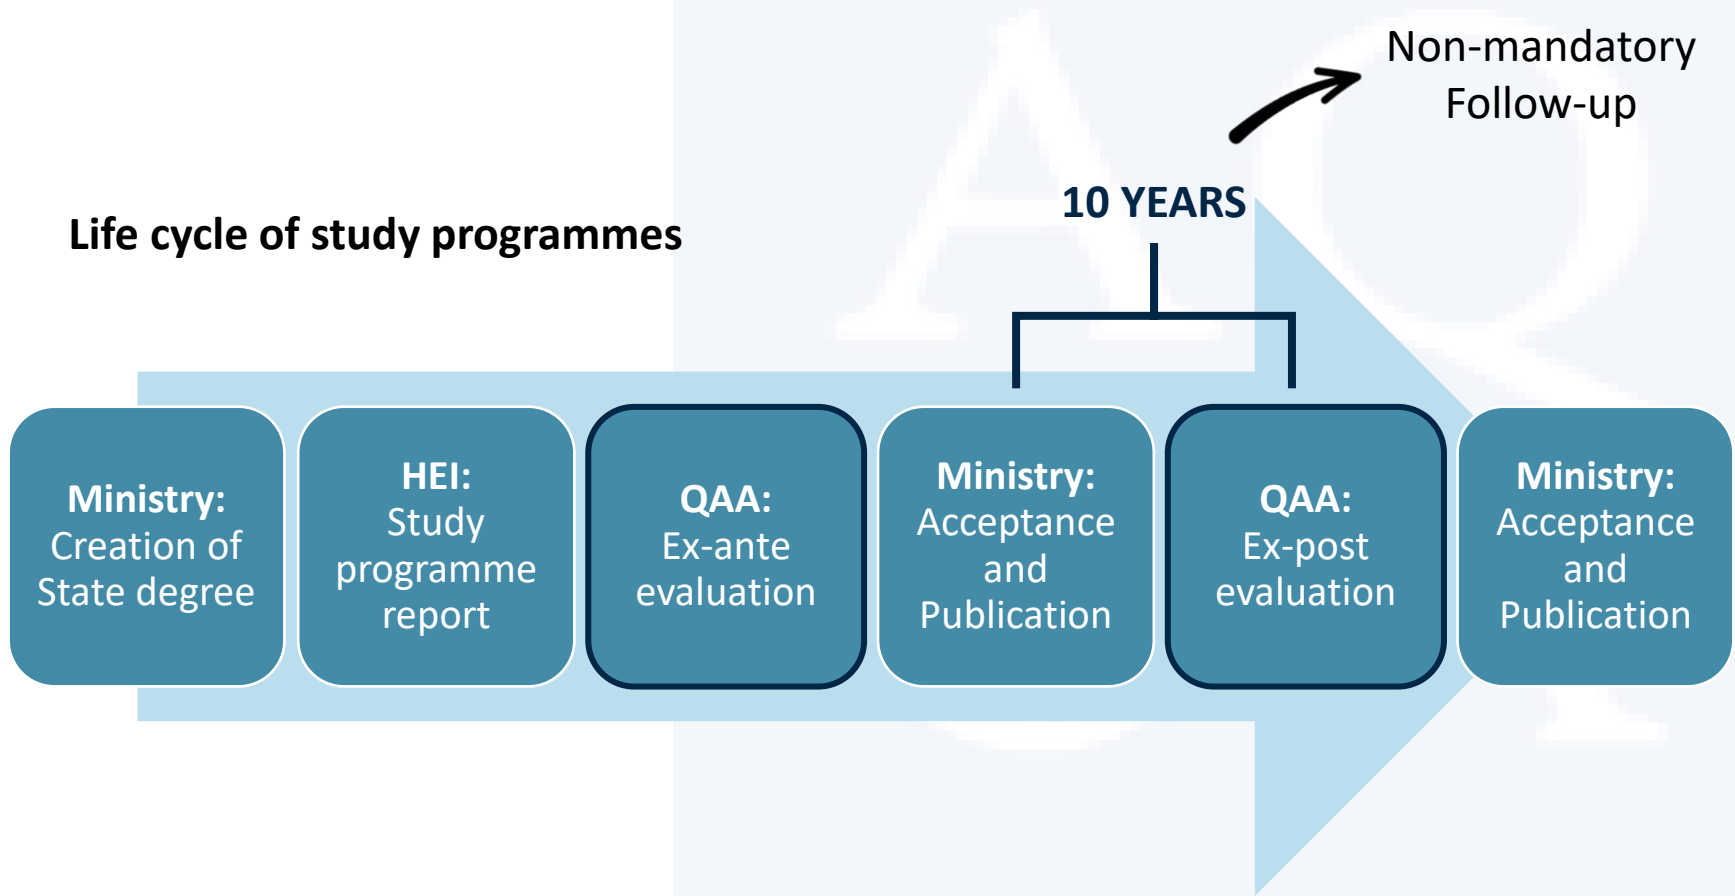 Non-mandatory
Follow-up
10 YEARS
Life cycle of study programmes
Ministry:
Creation of
State degree
HEI:
Study
programme
report
QAA:
Ex-ante
evaluation
Ministry:
Acceptance
and
Publication
QAA:
Ex-post
evaluation
Ministry:
Acceptance
and
Publication